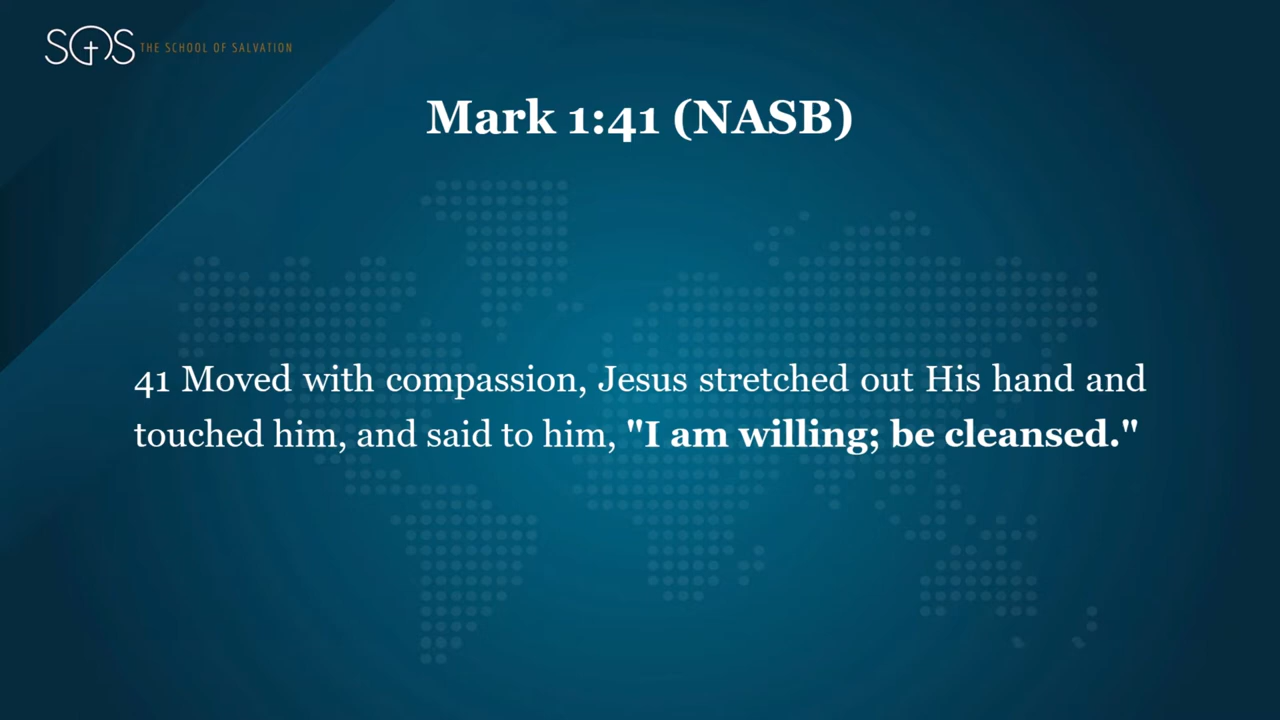 SOS THE SCHOOL OF SALVATION
Mark 1:41 (NASB)
41 Moved with compassion, Jesus stretched out His hand and
touched him, and said to him, "I am willing; be cleansed."